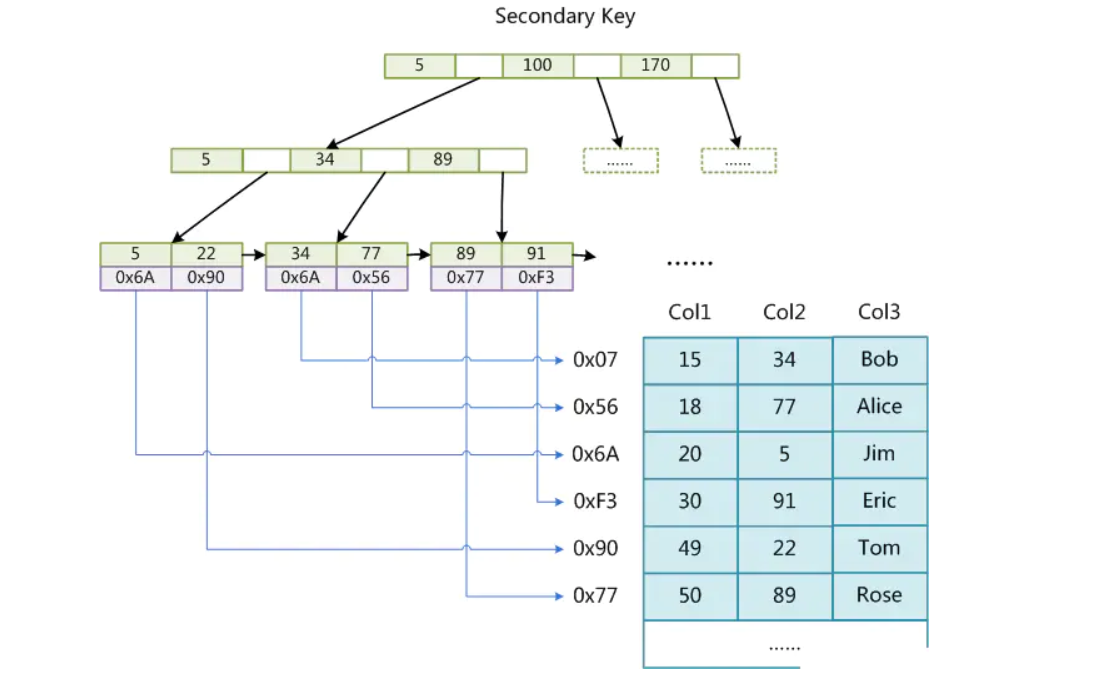 Secondary Key
5 100 170
5 34 89
...... ......
5 22 34 77 89 91
0x6A 0x90 0x6A 0x56 0x77 0xF3
......
Col1 Col2 Col3
0x07 15 34 Bob
0x56 18 77 Alice
0x6A 20 5 Jim
0xF3 30 91 Eric
0x90 49 22 Tom
0x77 50 89 Rose
......